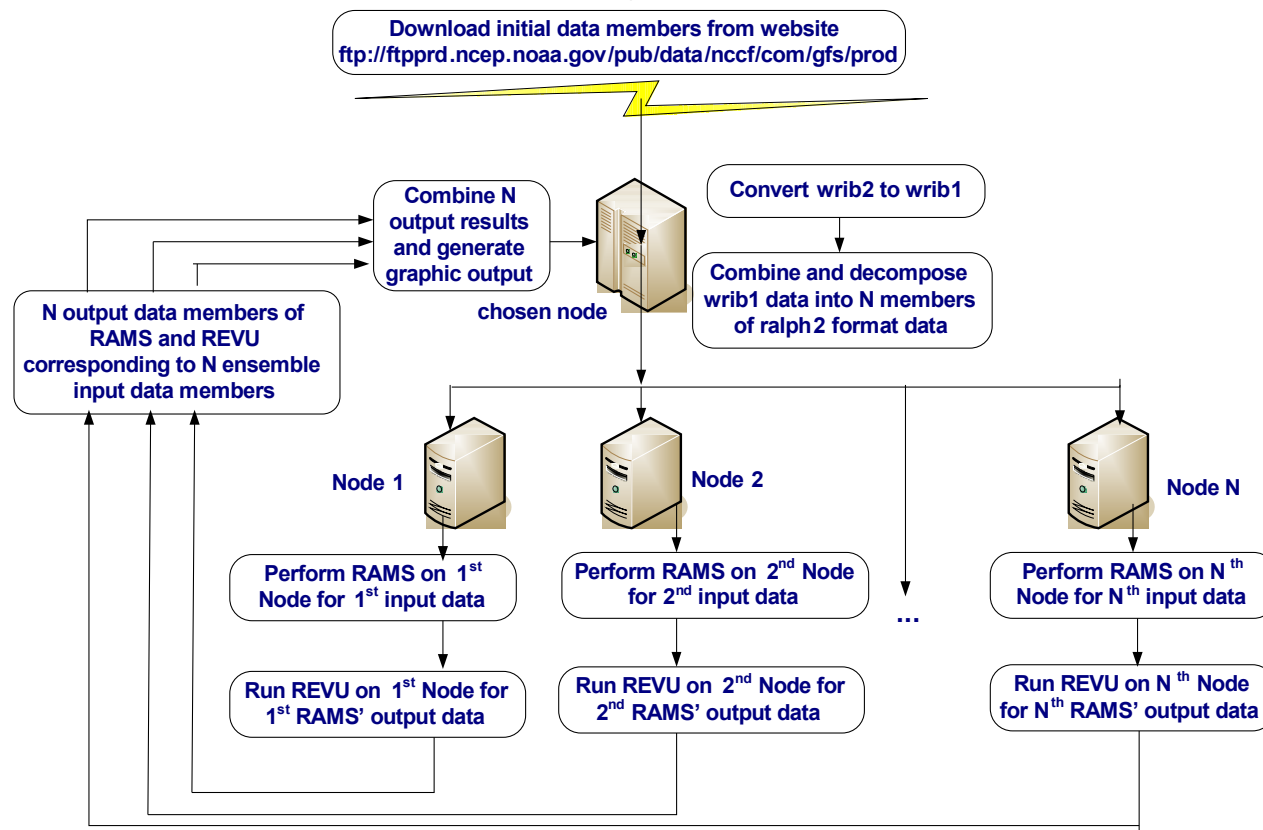 Download initial data members from website
ftp://ftpprd.ncep.noaa.gov/pub/data/nccf/com/gfs/prod
Combine N
output results
and generate
graphic output
chosen node
Convert wrib2 to wrib1
Combine and decompose
wrib1 data into N members
of ralph2 format data
N output data members of
RAMS and REVU
corresponding to N ensemble
input data members
Node 1
Node 2
Node N
Perform RAMS on 1st
Node for 1st input data
Perform RAMS on 2nd Node
for 2nd input data
...
Perform RAMS on Nth
Node for Nth input data
Run REVU on 1st Node for
1st RAMS' output data
Run REVU on 2nd Node for
2nd RAMS' output data
Run REVU on Nth Node
for Nth RAMS' output data